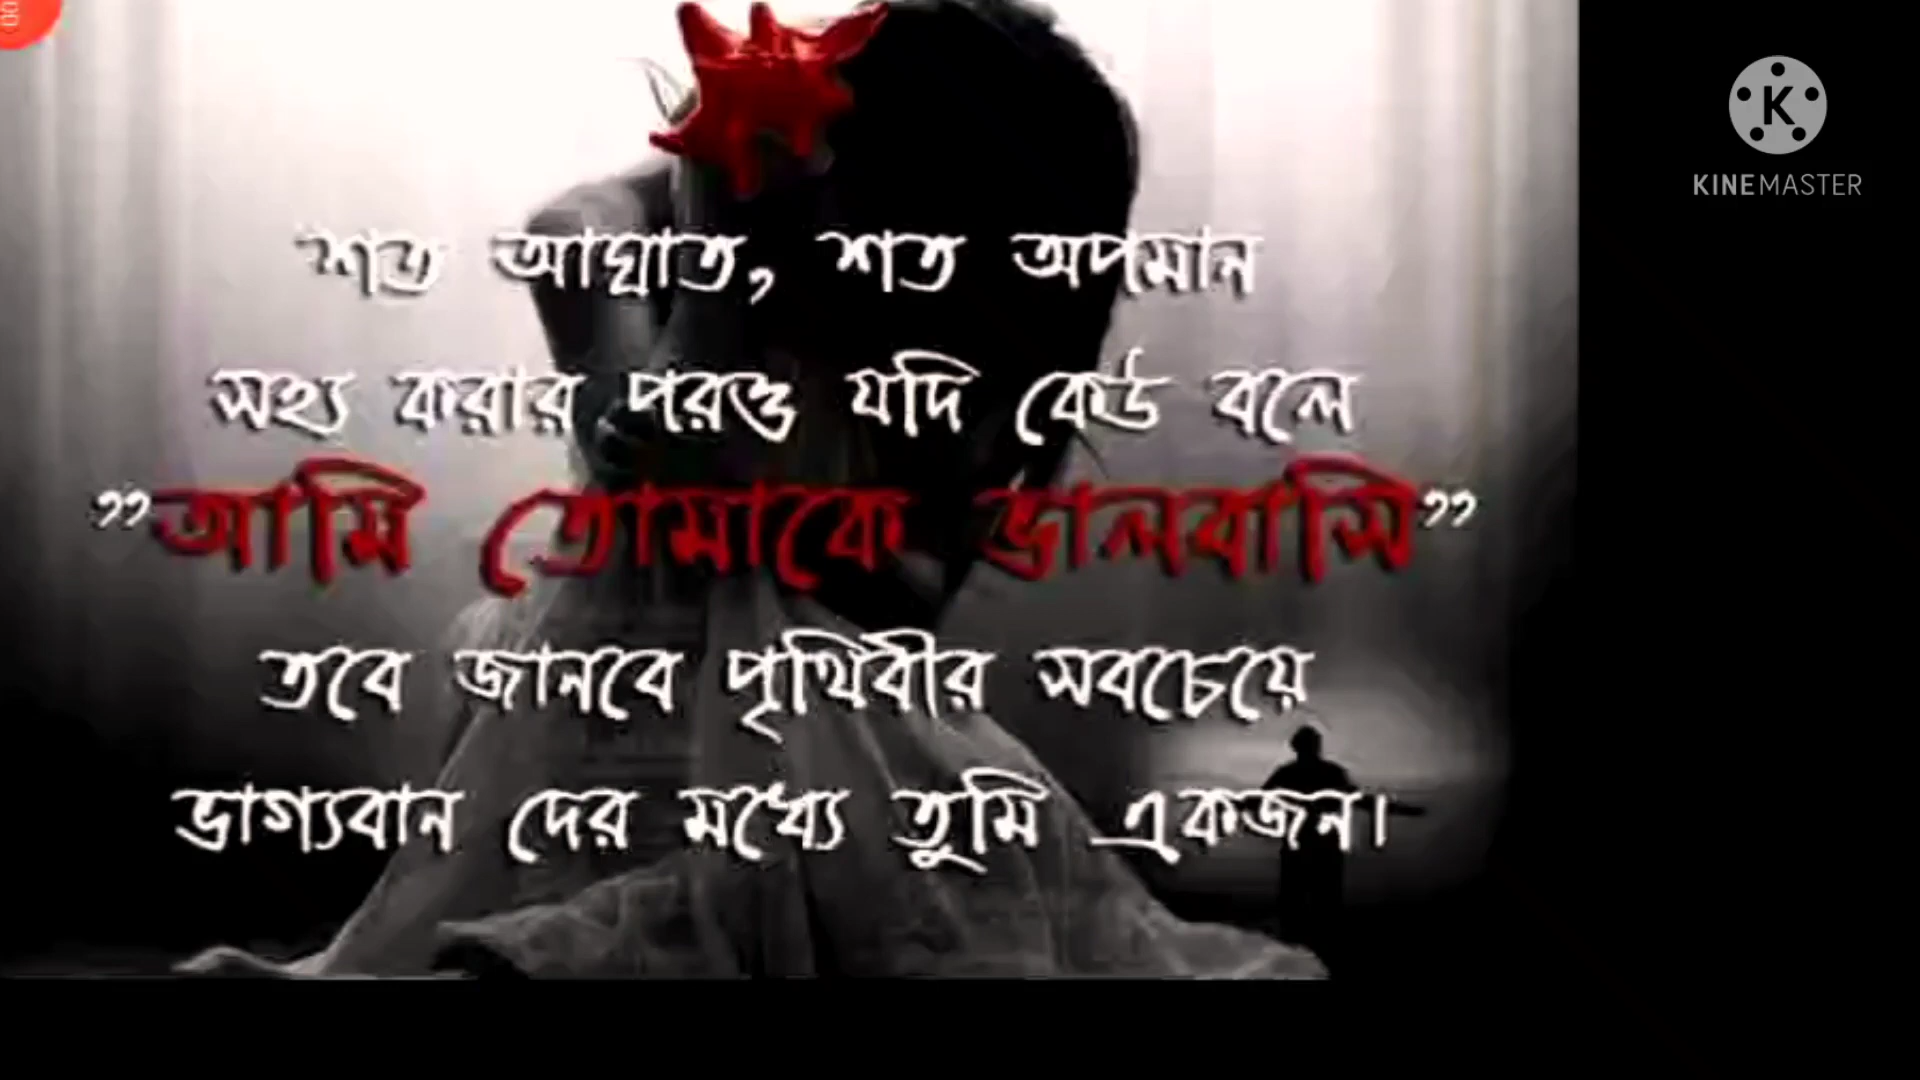 শত আঘাত, শত অপমান
সহ্য করার পরও যদি কেউ বলে
”আমি তোমাকে ভালবাসি”
তবে জানবে পৃথিবীর সবচেয়ে
ভাগ্যবান দের মধ্যে তুমি একজন।
K
KINEMASTER